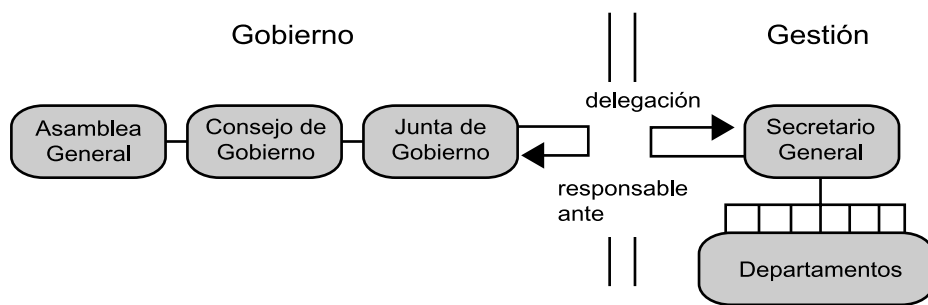 Gobierno
Gestión
delegación
Asamblea
General
Consejo de
Gobierno
Junta de
Gobierno
Secretario
General
responsable
ante
Departamentos